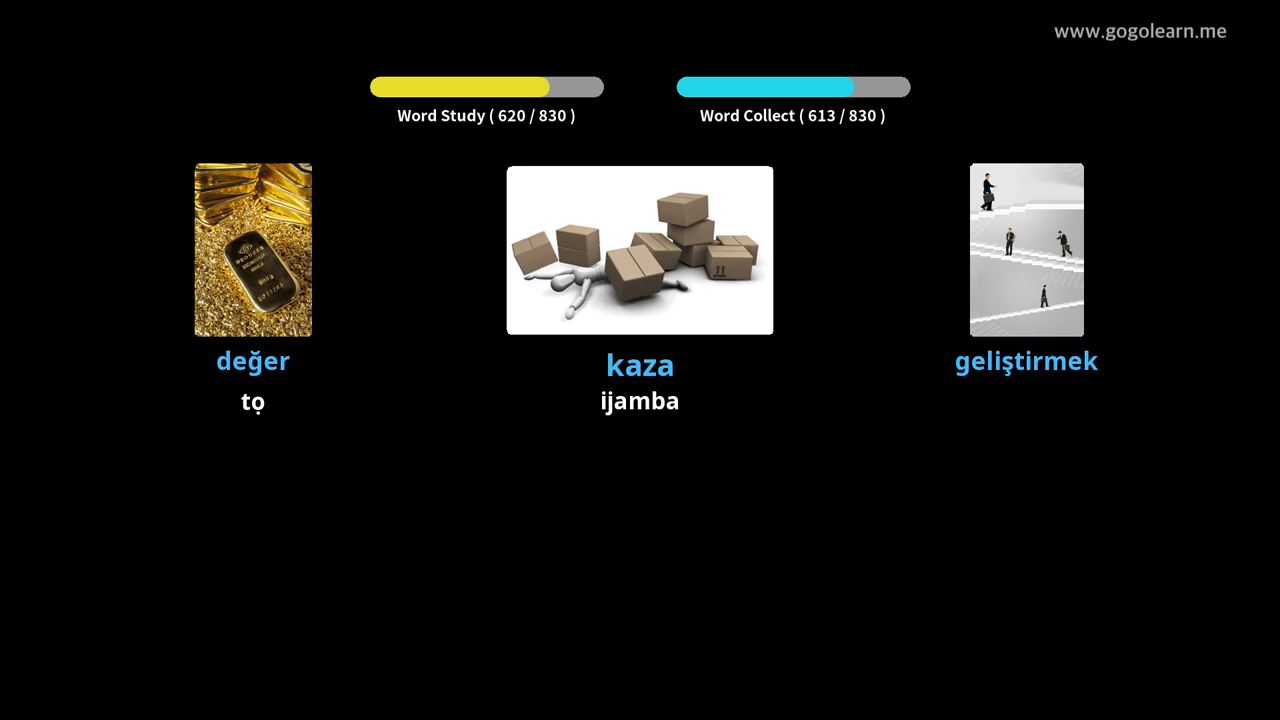 www.gogolearn.me
Word Study ( 620 / 830 )
Word Collect ( 613 / 830 )
değer
kaza
geliştirmek
tọ
ijamba